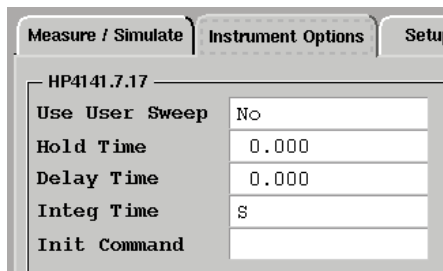 Measure / Simulate Instrument Options Setu
HP4141.7.17
Use User Sweep No
Hold Time 0.000
Delay Time 0.000
Integ Time S
Init Command